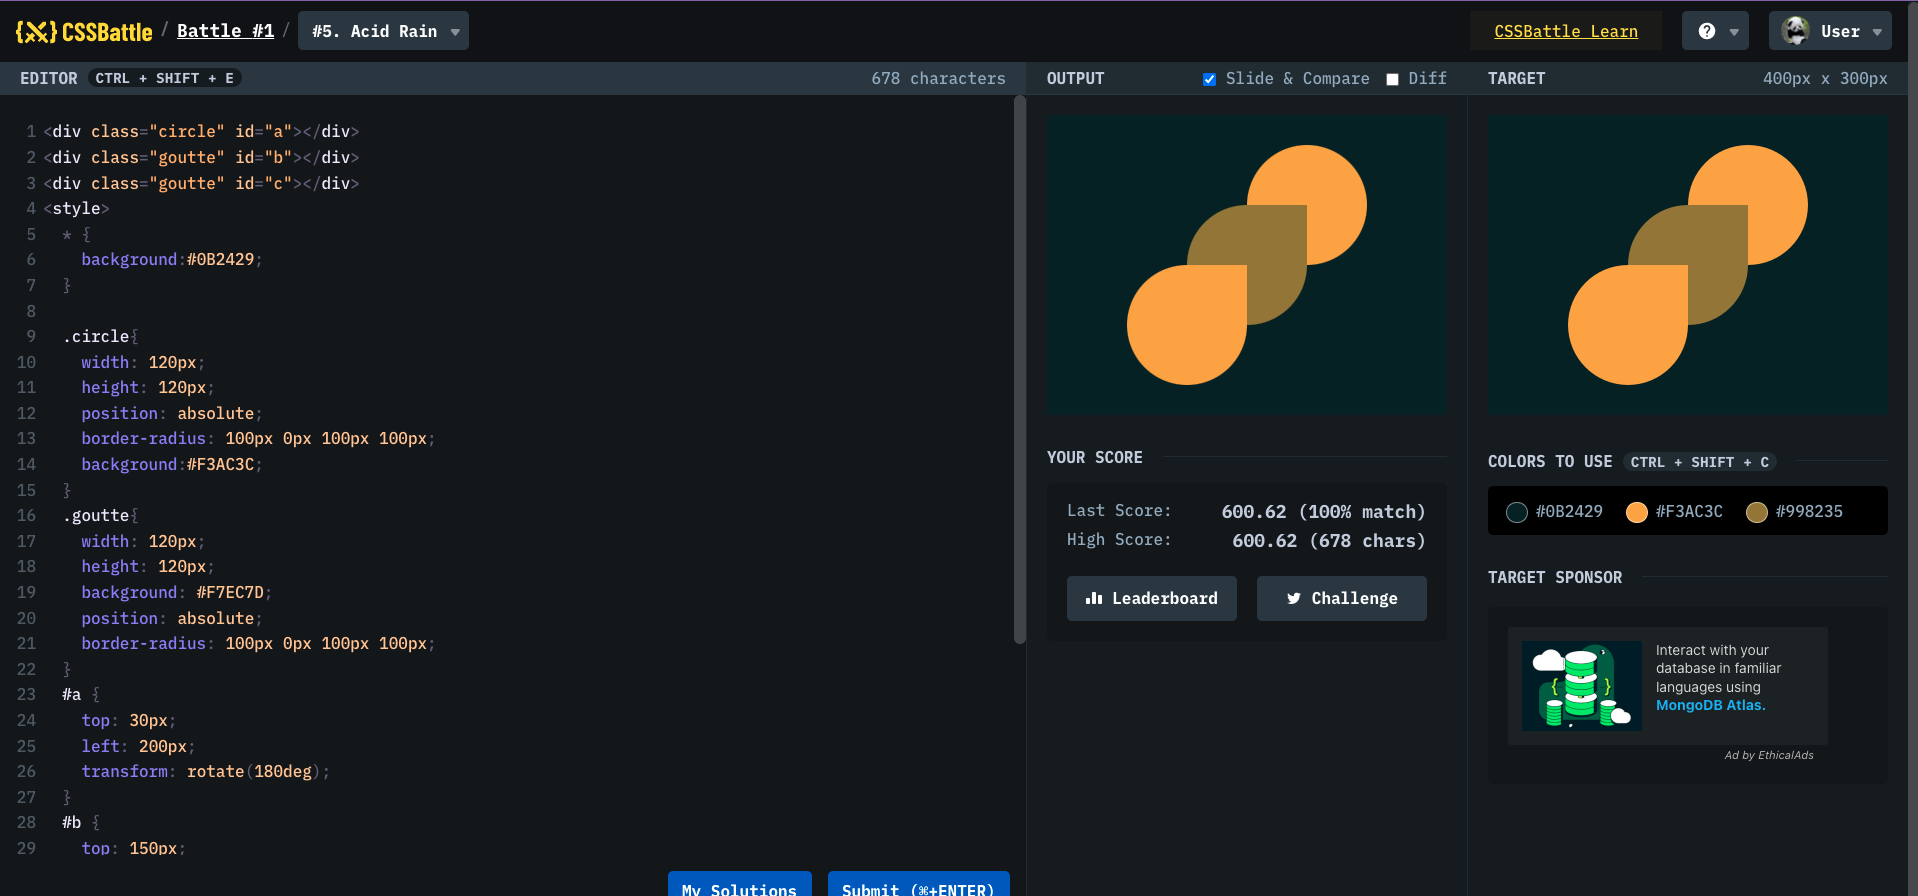 {X} CSSBattle / Battle #1 / #5. Acid Rain
CSSBattle Learn
? User
EDITOR CTRL + SHIFT + E 678 characters
OUTPUT Slide & Compare Diff
TARGET 400px x 300px
1 <div class="circle" id="a"></div>
2 <div class="goutte" id="b"></div>
3 <div class="goutte" id="c"></div>
4 <style>
5 * {
6 background:#0B2429;
7 }
8
9 .circle{
10 width: 120px;
11 height: 120px;
12 position: absolute;
13 border-radius: 100px 0px 100px 100px;
14 background:#F3AC3C;
15 }
16 .goutte{
17 width: 120px;
18 height: 120px;
19 background: #F7EC7D;
20 position: absolute;
21 border-radius: 100px 0px 100px 100px;
22 }
23 #a {
24 top: 30px;
25 left: 200px;
26 transform: rotate(180deg);
27 }
28 #b {
29 top: 150px;
My Solutions
Submit (⌘+ENTER)
YOUR SCORE
Last Score: 600.62 (100% match)
High Score: 600.62 (678 chars)
Leaderboard
Challenge
COLORS TO USE CTRL + SHIFT + C
#0B2429 #F3AC3C #998235
TARGET SPONSOR
{ }
Interact with your
database in familiar
languages using
MongoDB Atlas.
Ad by EthicalAds